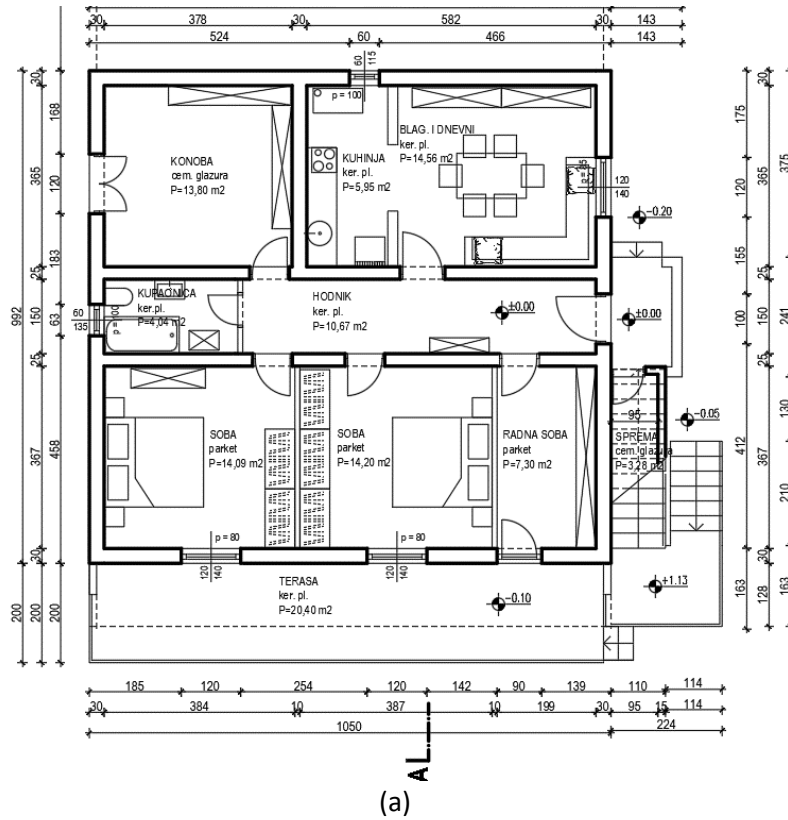 30 378 30 582 30 143
524 60 466 143
60
115
p = 100
KONOBA
cem. glazura
P=13,80 m2
KUHINJA
ker. pl.
P=5,95 m2
BLAG. I DNEVNI
ker. pl.
P=14,56 m2
p = 85
120
140
-0.20
KUPAONICA
ker.pl.
P=4,04 m2
p = 100
60
135
HODNIK
ker. pl.
P=10,67 m2
±0.00
±0.00
SOBA
parket
P=14,09 m2
SOBA
parket
P=14,20 m2
RADNA SOBA
parket
P=7,30 m2
95
SPREMA
cem. glazura
P=3,28 m2
-0.05
p = 80
p = 80
120
140
120
140
TERASA
ker. pl.
P=20,40 m2
-0.10
+1.13
992 200
30 365 25 150 25 367 30 200
168 120 183 63 458 200
175 120 155 100 412 163
30 365 25 150 25 367 30 128
375 241 130 210 163
185 120 254 120 142 90 139 110 114
30 384 10 387 10 199 30 95 15 114
1050 224
A L
(a)